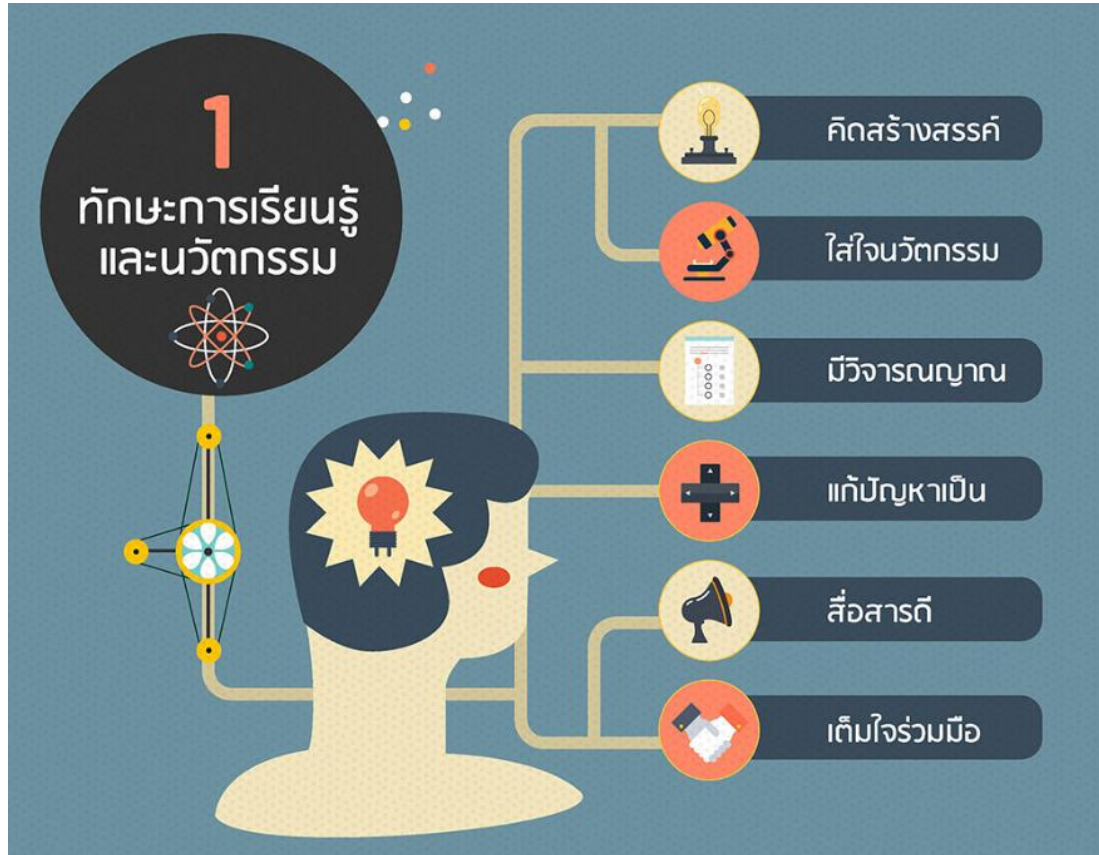 1
ทักษะการเรียนรู้
และนวัตกรรม
คิดสร้างสรรค์
ใส่ใจนวัตกรรม
มีวิจารณญาณ
แก้ปัญหาเป็น
สื่อสารดี
เต็มใจร่วมมือ